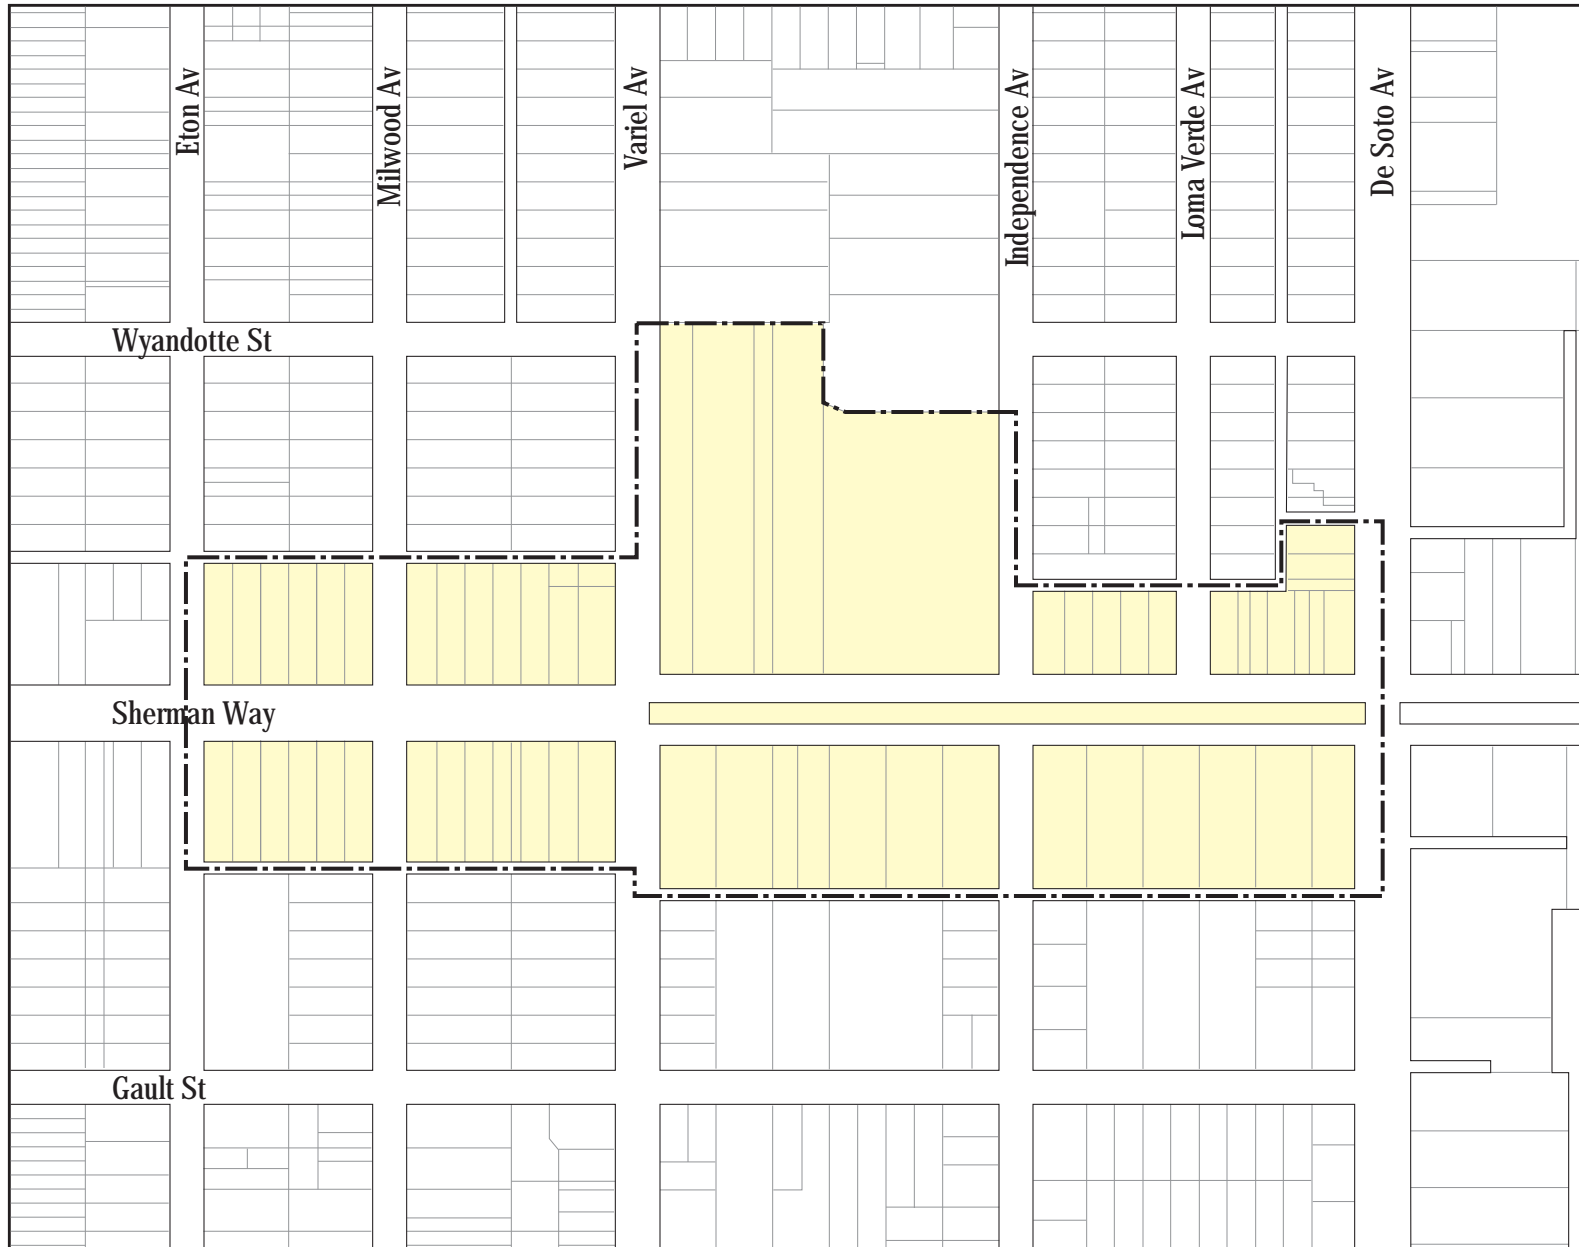 Eton Av
Milwood Av
Variel Av
Independence Av
Loma Verde Av
De Soto Av
Wyandotte St
Sherman Way
Gault St